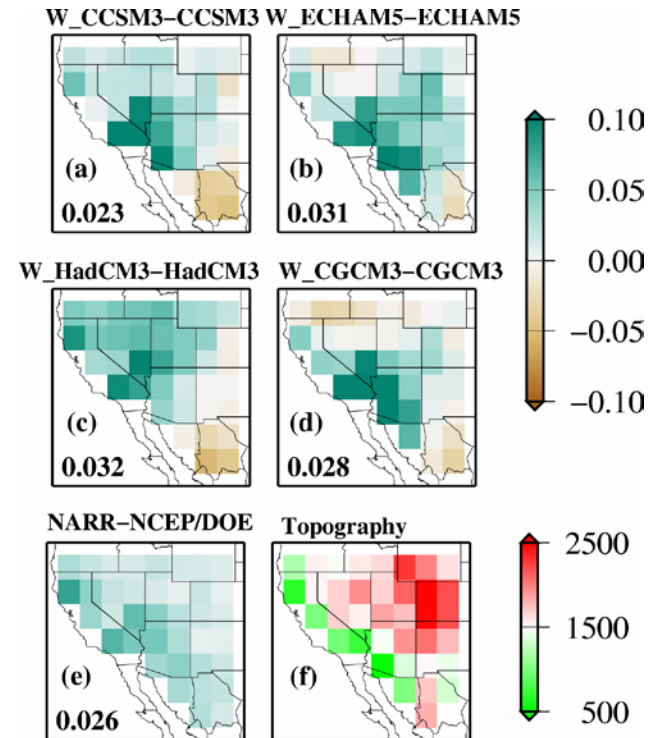 W_CCSM3−CCSM3 W_ECHAM5−ECHAM5
(a)
0.023
(b)
0.031
0.10
0.05
0.00
−0.05
−0.10
W_HadCM3−HadCM3 W_CGCM3−CGCM3
(c)
0.032
(d)
0.028
NARR−NCEP/DOE Topography
(e)
0.026
(f)
2500
1500
500